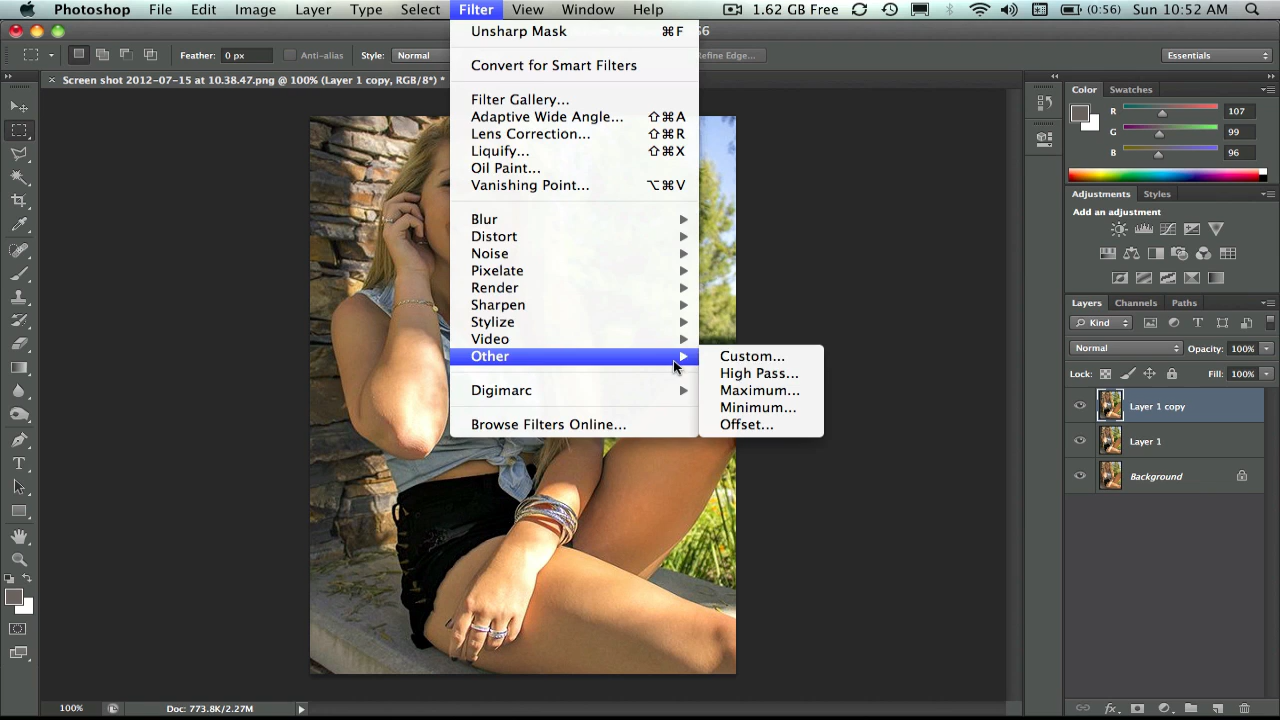 Photoshop File Edit Image Layer Type Select Filter View Window Help 1.62 GB Free (0:56) Sun 10:52 AM
Feather: 0 px Anti-alias Style: Normal Refine Edge... Essentials
× Screen shot 2012-07-15 at 10.38.47.png @ 100% (Layer 1 copy, RGB/8*) *
Unsharp Mask ⌘F
Convert for Smart Filters
Filter Gallery...
Adaptive Wide Angle... ⇧⌘A
Lens Correction... ⇧⌘R
Liquify... ⇧⌘X
Oil Paint...
Vanishing Point... ⌥⌘V
Blur
Distort
Noise
Pixelate
Render
Sharpen
Stylize
Video
Other
Digimarc
Browse Filters Online...
Custom...
High Pass...
Maximum...
Minimum...
Offset...
Color Swatches
R 107
G 99
B 96
Adjustments Styles
Add an adjustment
Layers Channels Paths
Kind
Normal Opacity: 100%
Lock: Fill: 100%
Layer 1 copy
Layer 1
Background
100% Doc: 773.8K/2.27M